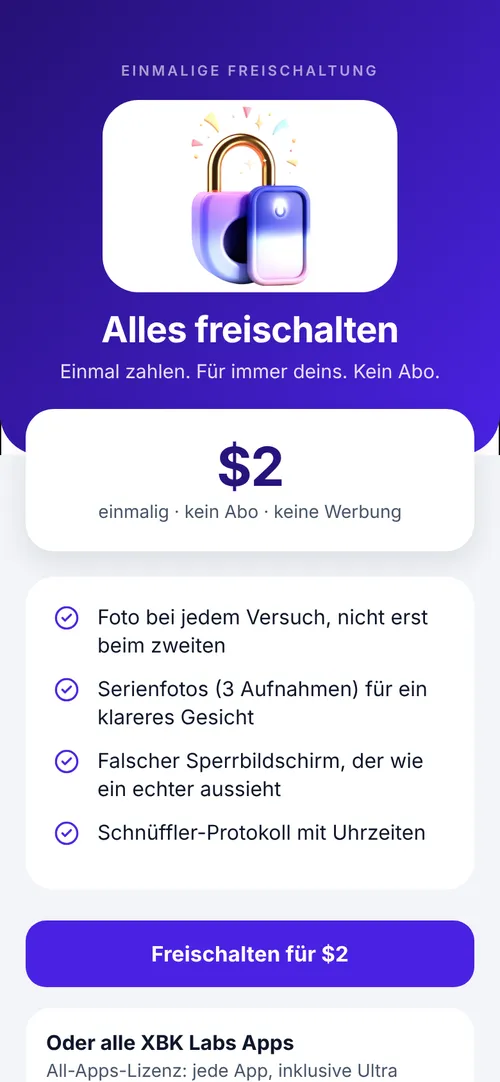 EINMALIGE FREISCHALTUNG
Alles freischalten
Einmal zahlen. Für immer deins. Kein Abo.
$2
einmalig · kein Abo · keine Werbung
Foto bei jedem Versuch, nicht erst
beim zweiten
Serienfotos (3 Aufnahmen) für ein
klareres Gesicht
Falscher Sperrbildschirm, der wie
ein echter aussieht
Schnüffler-Protokoll mit Uhrzeiten
Freischalten für $2
Oder alle XBK Labs Apps
All-Apps-Lizenz: jede App, inklusive Ultra